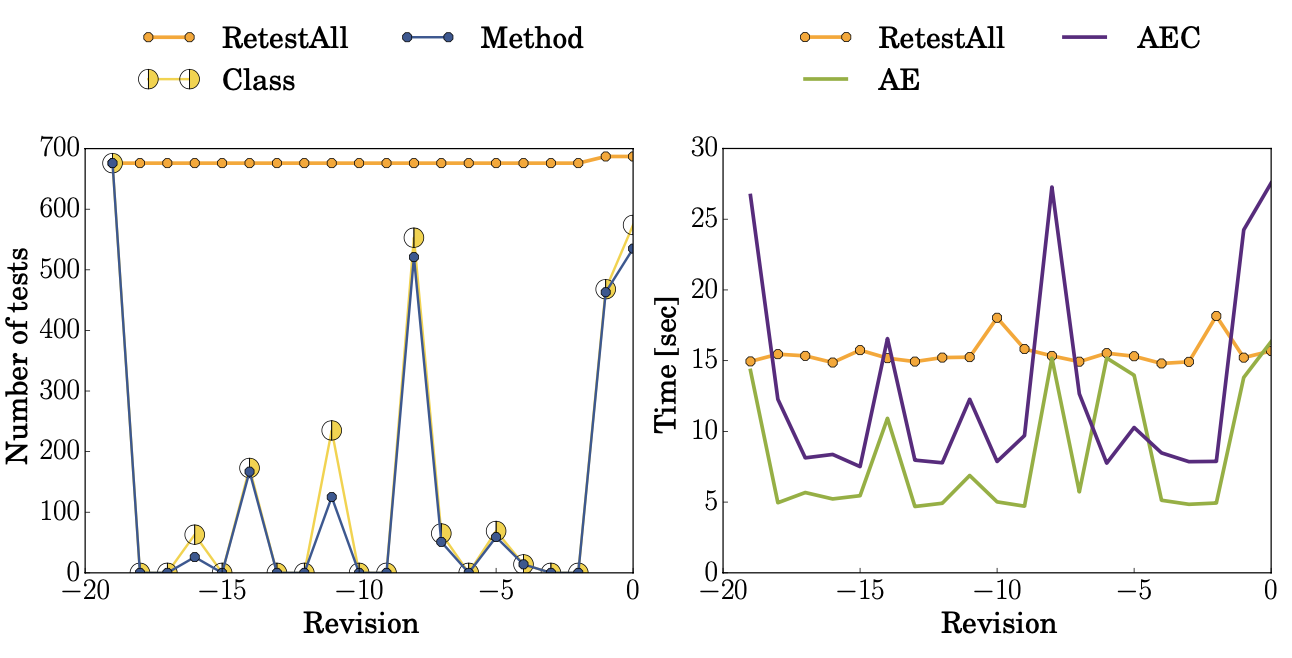 RetestAll Method
Class
700
600
500
400
300
200
100
0
Number of tests
−20 −15 −10 −5 0
Revision
RetestAll AEC
AE
30
25
20
15
10
5
0
Time [sec]
−20 −15 −10 −5 0
Revision